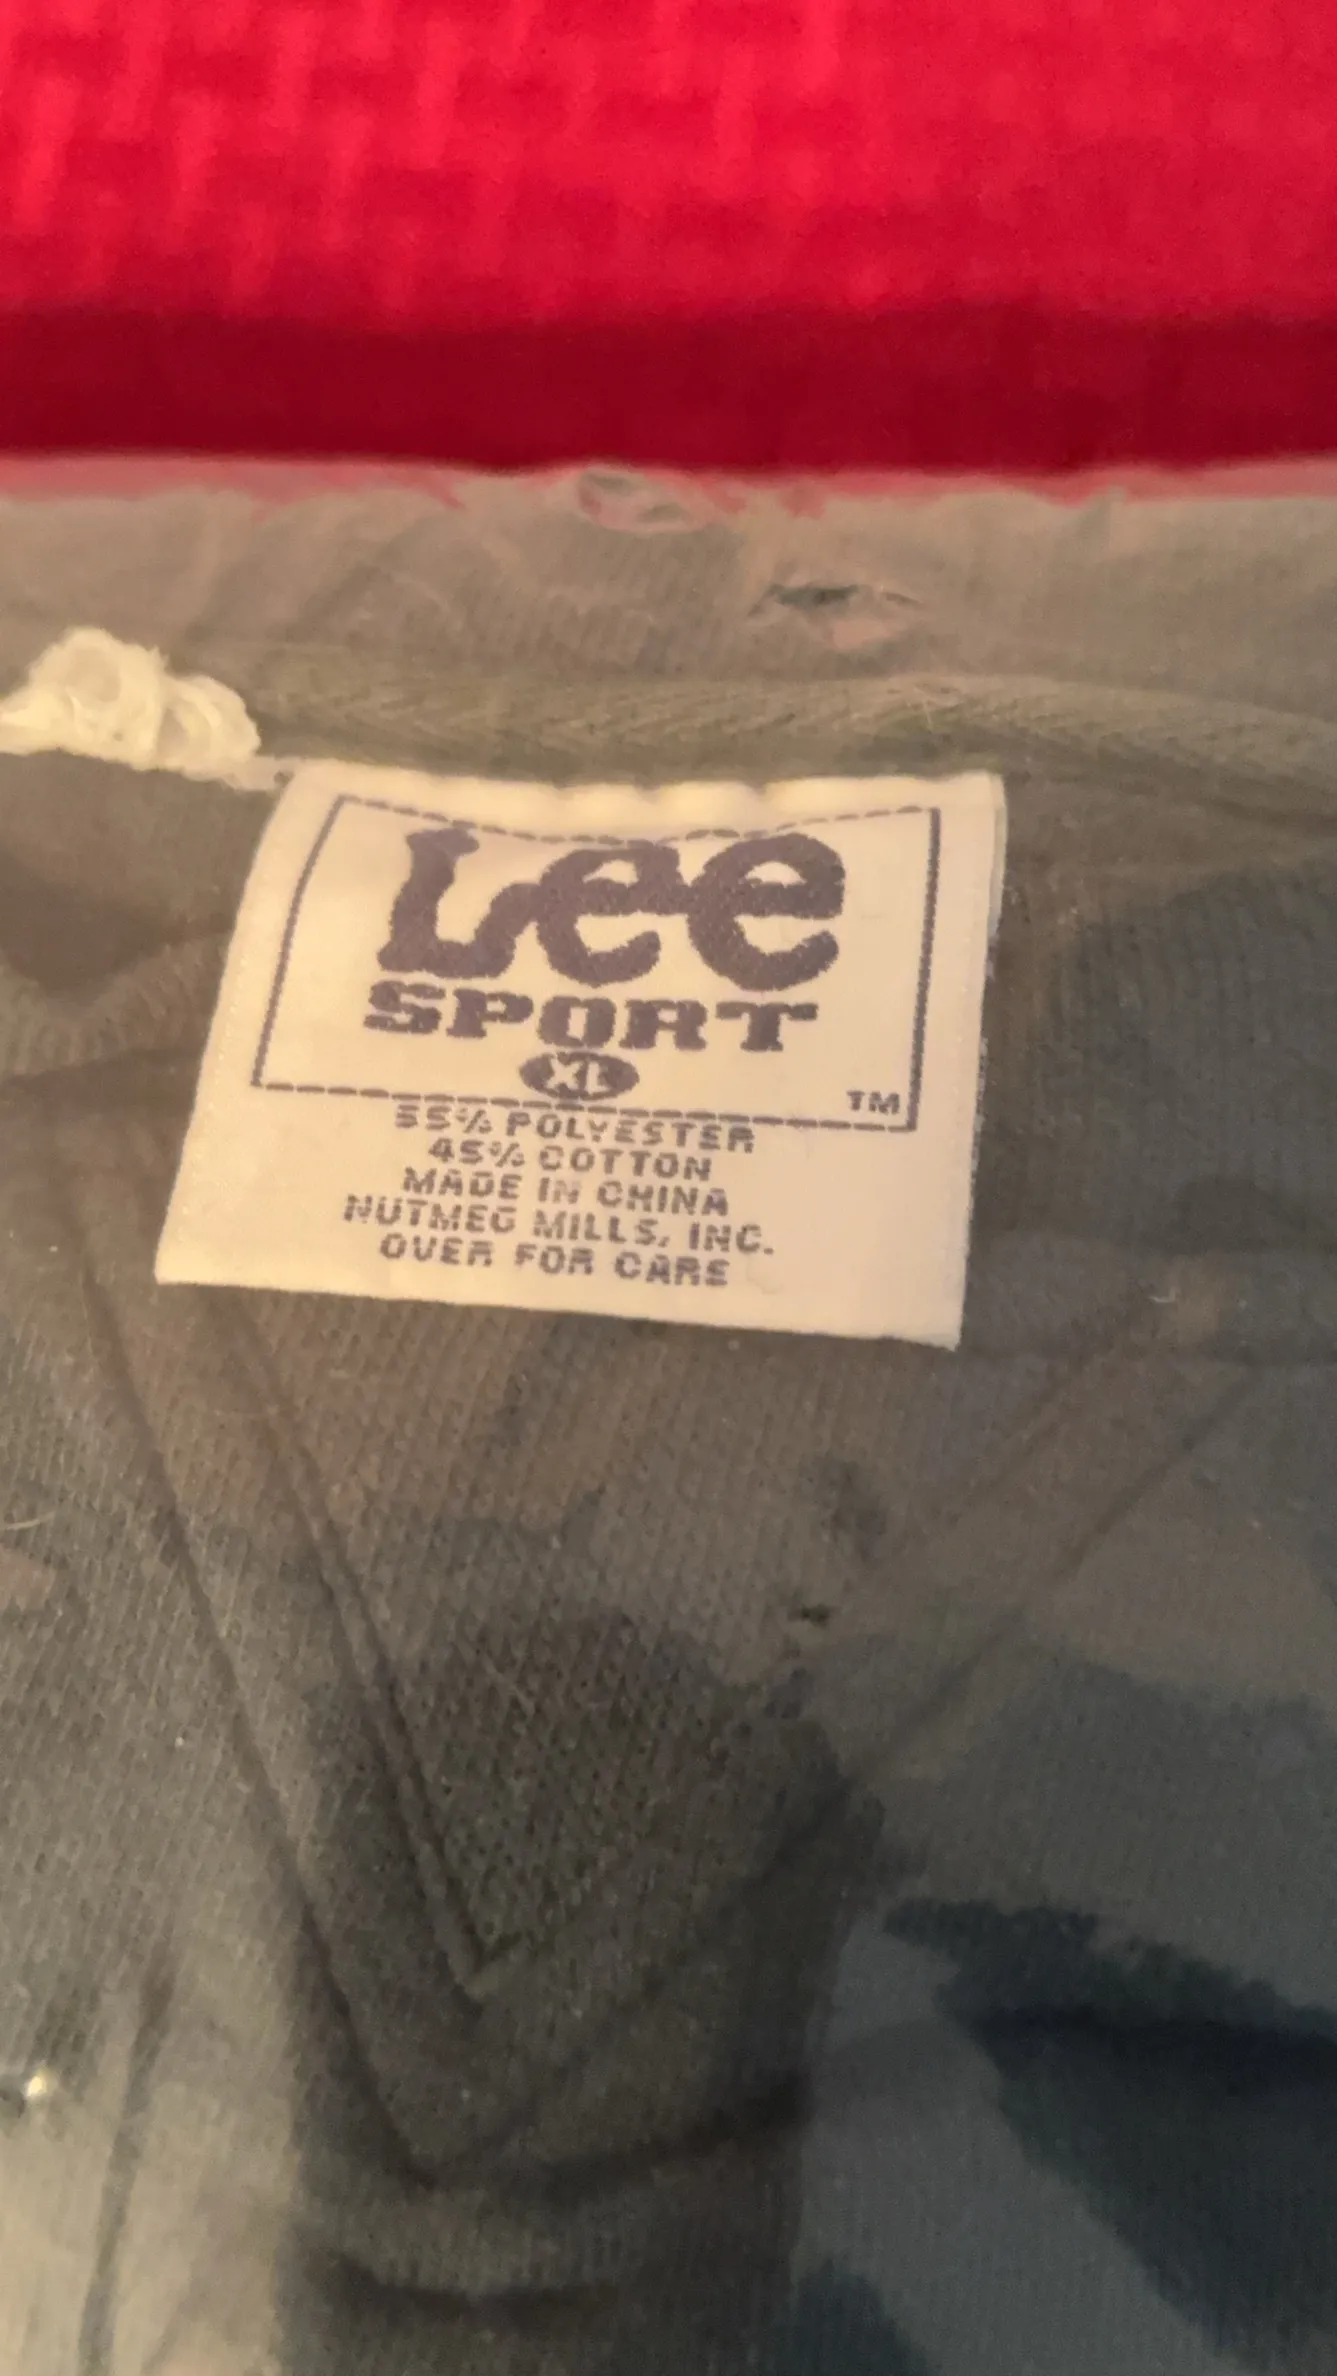 Lee
SPORT
XL
TM
55% POLYESTER
45% COTTON
MADE IN CHINA
NUTMEG MILLS, INC.
OVER FOR CARE